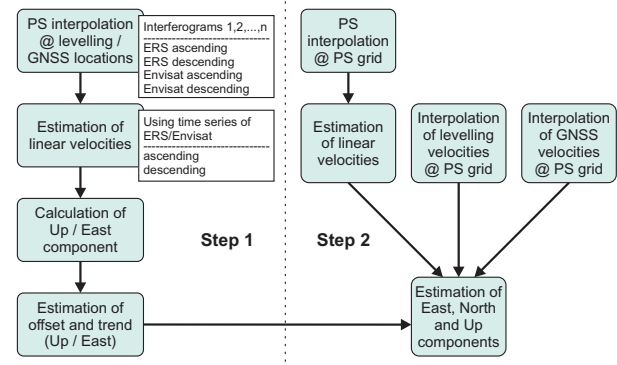 PS interpolation
@ levelling /
GNSS locations
Interferograms 1,2,...,n
ERS ascending
ERS descending
Envisat ascending
Envisat descending
Estimation of
linear velocities
Using time series of
ERS/Envisat
ascending
descending
Calculation of
Up / East
component
Estimation of
offset and trend
(Up / East)
Step 1
Step 2
PS
interpolation
@ PS grid
Estimation
of linear
velocities
Interpolation
of levelling
velocities
@ PS grid
Interpolation
of GNSS
velocities
@ PS grid
Estimation of
East, North
and Up
components